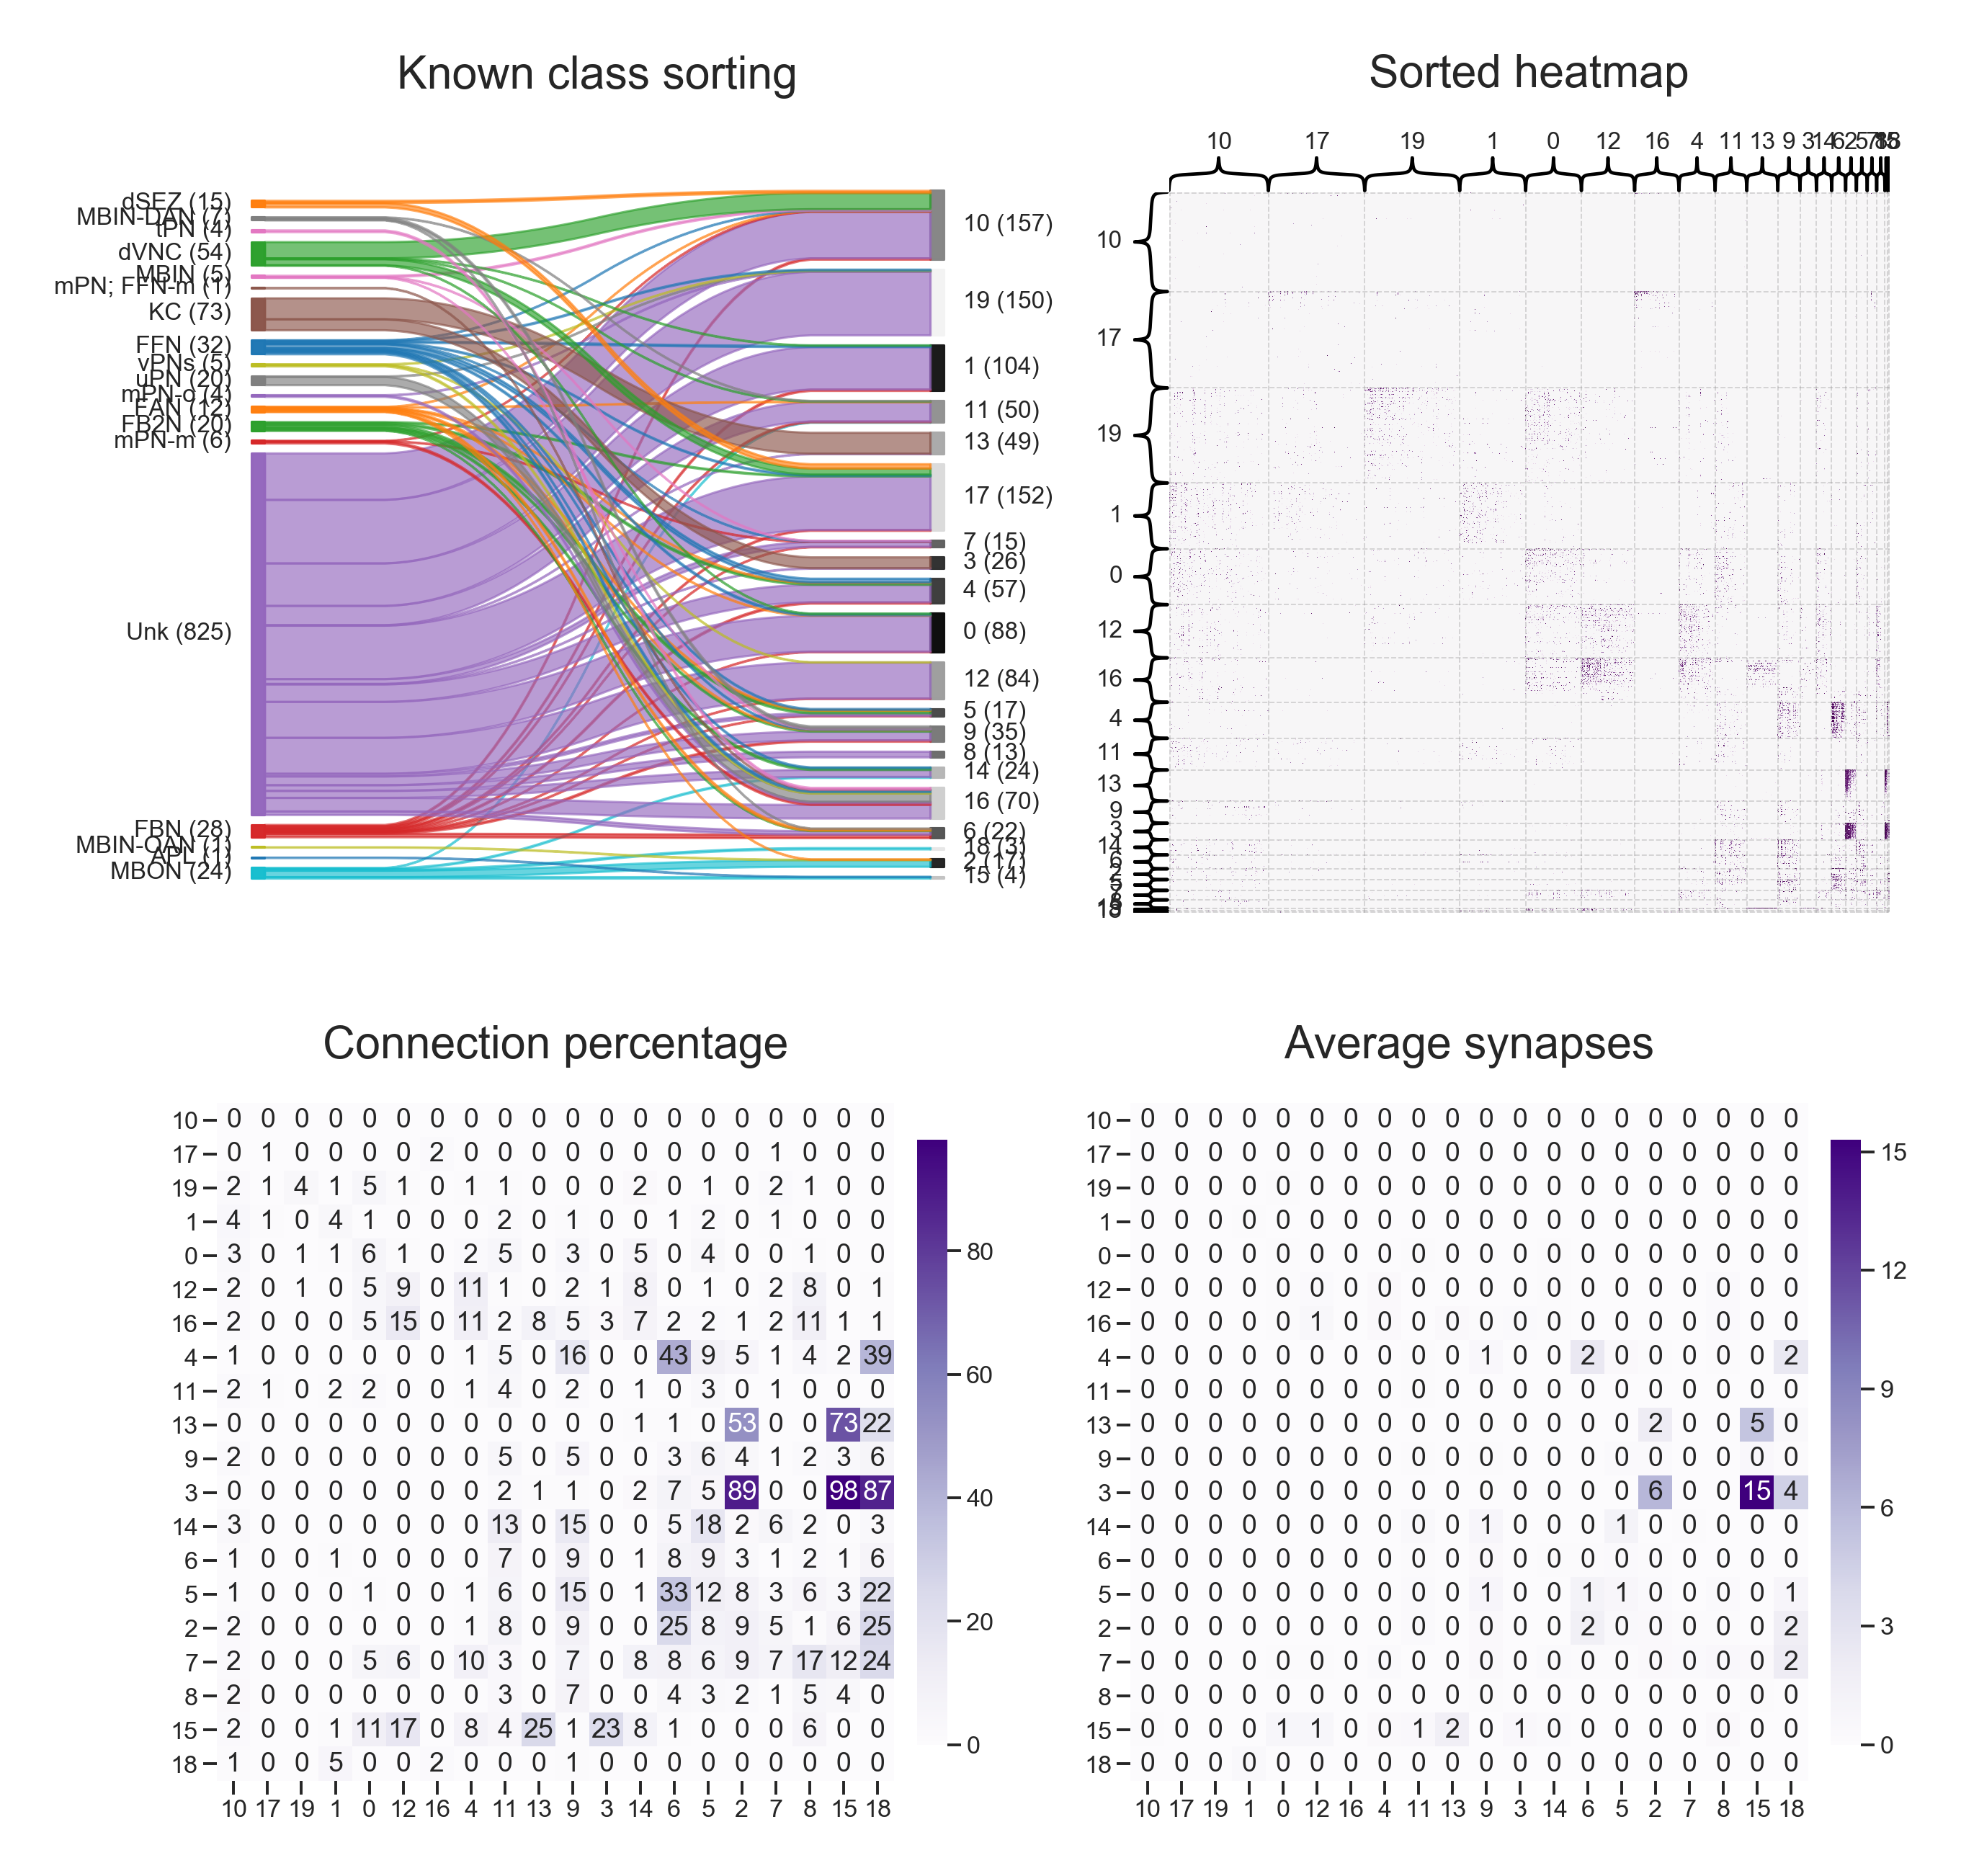 Known class sorting
dSEZ (15)
MBIN-DAN (7)
tPN (4)
dVNC (54)
MBIN (5)
mPN; FFN-m (1)
KC (73)
FFN (32)
vPNs (5)
uPN (20)
mPN-o (4)
FAN (12)
FB2N (20)
mPN-m (6)
Unk (825)
FBN (28)
MBIN-OAN (1)
APL (1)
MBON (24)
10 (157)
19 (150)
1 (104)
11 (50)
13 (49)
17 (152)
7 (15)
3 (26)
4 (57)
0 (88)
12 (84)
5 (17)
9 (35)
8 (13)
14 (24)
16 (70)
6 (22)
18 (3)
2 (17)
15 (4)
Sorted heatmap
10 17 19 1 0 12 16 4 11 13 9 3 14 6 2 5 7
10
17
19
1
0
12
16
4
11
13
9
3
14
6
2
5
7
Connection percentage
10 0 0 0 0 0 0 0 0 0 0 0 0 0 0 0 0 0 0 0 0
17 0 1 0 0 0 0 2 0 0 0 0 0 0 0 0 0 1 0 0 0
19 2 1 4 1 5 1 0 1 1 0 0 0 2 0 1 0 2 1 0 0
1 4 1 0 4 1 0 0 0 2 0 1 0 0 1 2 0 1 0 0 0
0 3 0 1 1 6 1 0 2 5 0 3 0 5 0 4 0 0 1 0 0
12 2 0 1 0 5 9 0 11 1 0 2 1 8 0 1 0 2 8 0 1
16 2 0 0 0 5 15 0 11 2 8 5 3 7 2 2 1 2 11 1 1
4 1 0 0 0 0 0 0 1 5 0 16 0 0 43 9 5 1 4 2 39
11 2 1 0 2 2 0 0 1 4 0 2 0 1 0 3 0 1 0 0 0
13 0 0 0 0 0 0 0 0 0 0 0 0 1 1 0 53 0 0 73 22
9 2 0 0 0 0 0 0 0 5 0 5 0 0 3 6 4 1 2 3 6
3 0 0 0 0 0 0 0 0 2 1 1 0 2 7 5 89 0 0 98 87
14 3 0 0 0 0 0 0 0 13 0 15 0 0 5 18 2 6 2 0 3
6 1 0 0 1 0 0 0 0 7 0 9 0 1 8 9 3 1 2 1 6
5 1 0 0 0 1 0 0 1 6 0 15 0 1 33 12 8 3 6 3 22
2 2 0 0 0 0 0 0 1 8 0 9 0 0 25 8 9 5 1 6 25
7 2 0 0 0 5 6 0 10 3 0 7 0 8 8 6 9 7 17 12 24
8 2 0 0 0 0 0 0 0 3 0 7 0 0 4 3 2 1 5 4 0
15 2 0 0 1 11 17 0 8 4 25 1 23 8 1 0 0 0 6 0 0
18 1 0 0 5 0 0 2 0 0 0 1 0 0 0 0 0 0 0 0 0
10 17 19 1 0 12 16 4 11 13 9 3 14 6 5 2 7 8 15 18
80
60
40
20
0
Average synapses
10 0 0 0 0 0 0 0 0 0 0 0 0 0 0 0 0 0 0 0 0
17 0 0 0 0 0 0 0 0 0 0 0 0 0 0 0 0 0 0 0 0
19 0 0 0 0 0 0 0 0 0 0 0 0 0 0 0 0 0 0 0 0
1 0 0 0 0 0 0 0 0 0 0 0 0 0 0 0 0 0 0 0 0
0 0 0 0 0 0 0 0 0 0 0 0 0 0 0 0 0 0 0 0 0
12 0 0 0 0 0 0 0 0 0 0 0 0 0 0 0 0 0 0 0 0
16 0 0 0 0 0 1 0 0 0 0 0 0 0 0 0 0 0 0 0 0
4 0 0 0 0 0 0 0 0 0 0 1 0 0 2 0 0 0 0 0 2
11 0 0 0 0 0 0 0 0 0 0 0 0 0 0 0 0 0 0 0 0
13 0 0 0 0 0 0 0 0 0 0 0 0 0 0 0 2 0 0 5 0
9 0 0 0 0 0 0 0 0 0 0 0 0 0 0 0 0 0 0 0 0
3 0 0 0 0 0 0 0 0 0 0 0 0 0 0 0 6 0 0 15 4
14 0 0 0 0 0 0 0 0 0 0 1 0 0 0 1 0 0 0 0 0
6 0 0 0 0 0 0 0 0 0 0 0 0 0 0 0 0 0 0 0 0
5 0 0 0 0 0 0 0 0 0 0 1 0 0 1 1 0 0 0 0 1
2 0 0 0 0 0 0 0 0 0 0 0 0 0 2 0 0 0 0 0 2
7 0 0 0 0 0 0 0 0 0 0 0 0 0 0 0 0 0 0 0 2
8 0 0 0 0 0 0 0 0 0 0 0 0 0 0 0 0 0 0 0 0
15 0 0 0 0 1 1 0 0 1 2 0 1 0 0 0 0 0 0 0 0
18 0 0 0 0 0 0 0 0 0 0 0 0 0 0 0 0 0 0 0 0
10 17 19 1 0 12 16 4 11 13 9 3 14 6 5 2 7 8 15 18
15
12
9
6
3
0